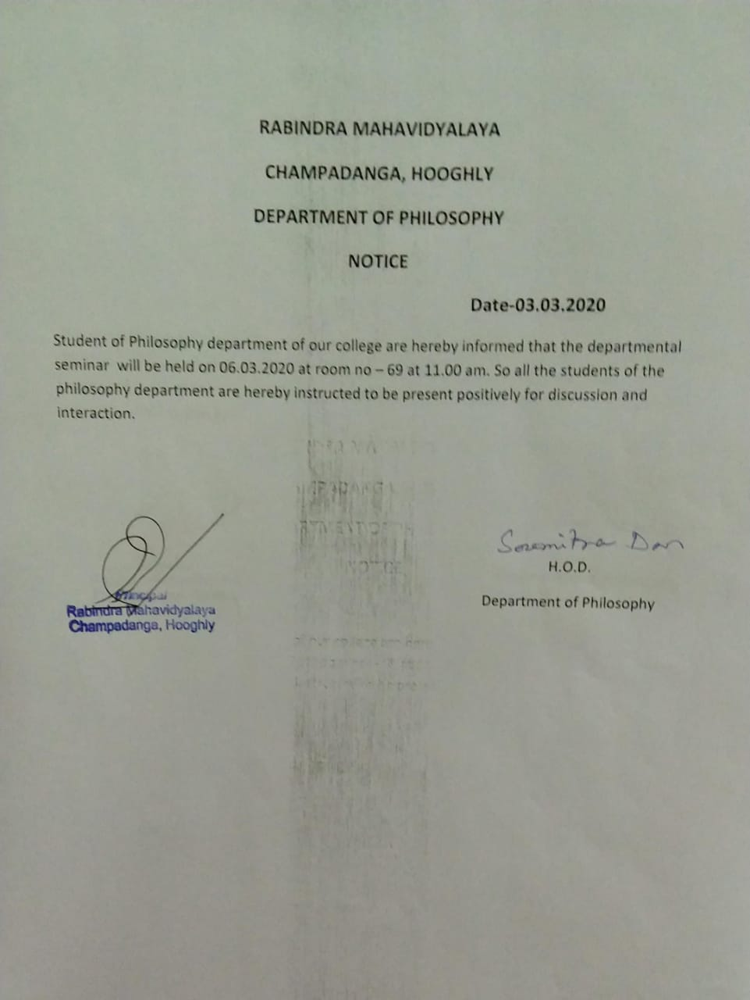 RABINDRA MAHAVIDYALAYA
CHAMPADANGA, HOOGHLY
DEPARTMENT OF PHILOSOPHY
NOTICE
Date-03.03.2020
Student of Philosophy department of our college are hereby informed that the departmental
seminar will be held on 06.03.2020 at room no – 69 at 11.00 am. So all the students of the
philosophy department are hereby instructed to be present positively for discussion and
interaction.
Principal
Rabindra Mahavidyalaya
Champadanga, Hooghly
H.O.D.
Department of Philosophy